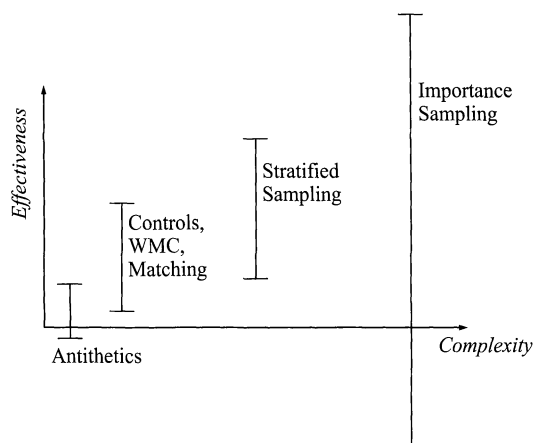 Importance
Sampling
Effectiveness
Stratified
Sampling
Controls,
WMC,
Matching
Antithetics
Complexity